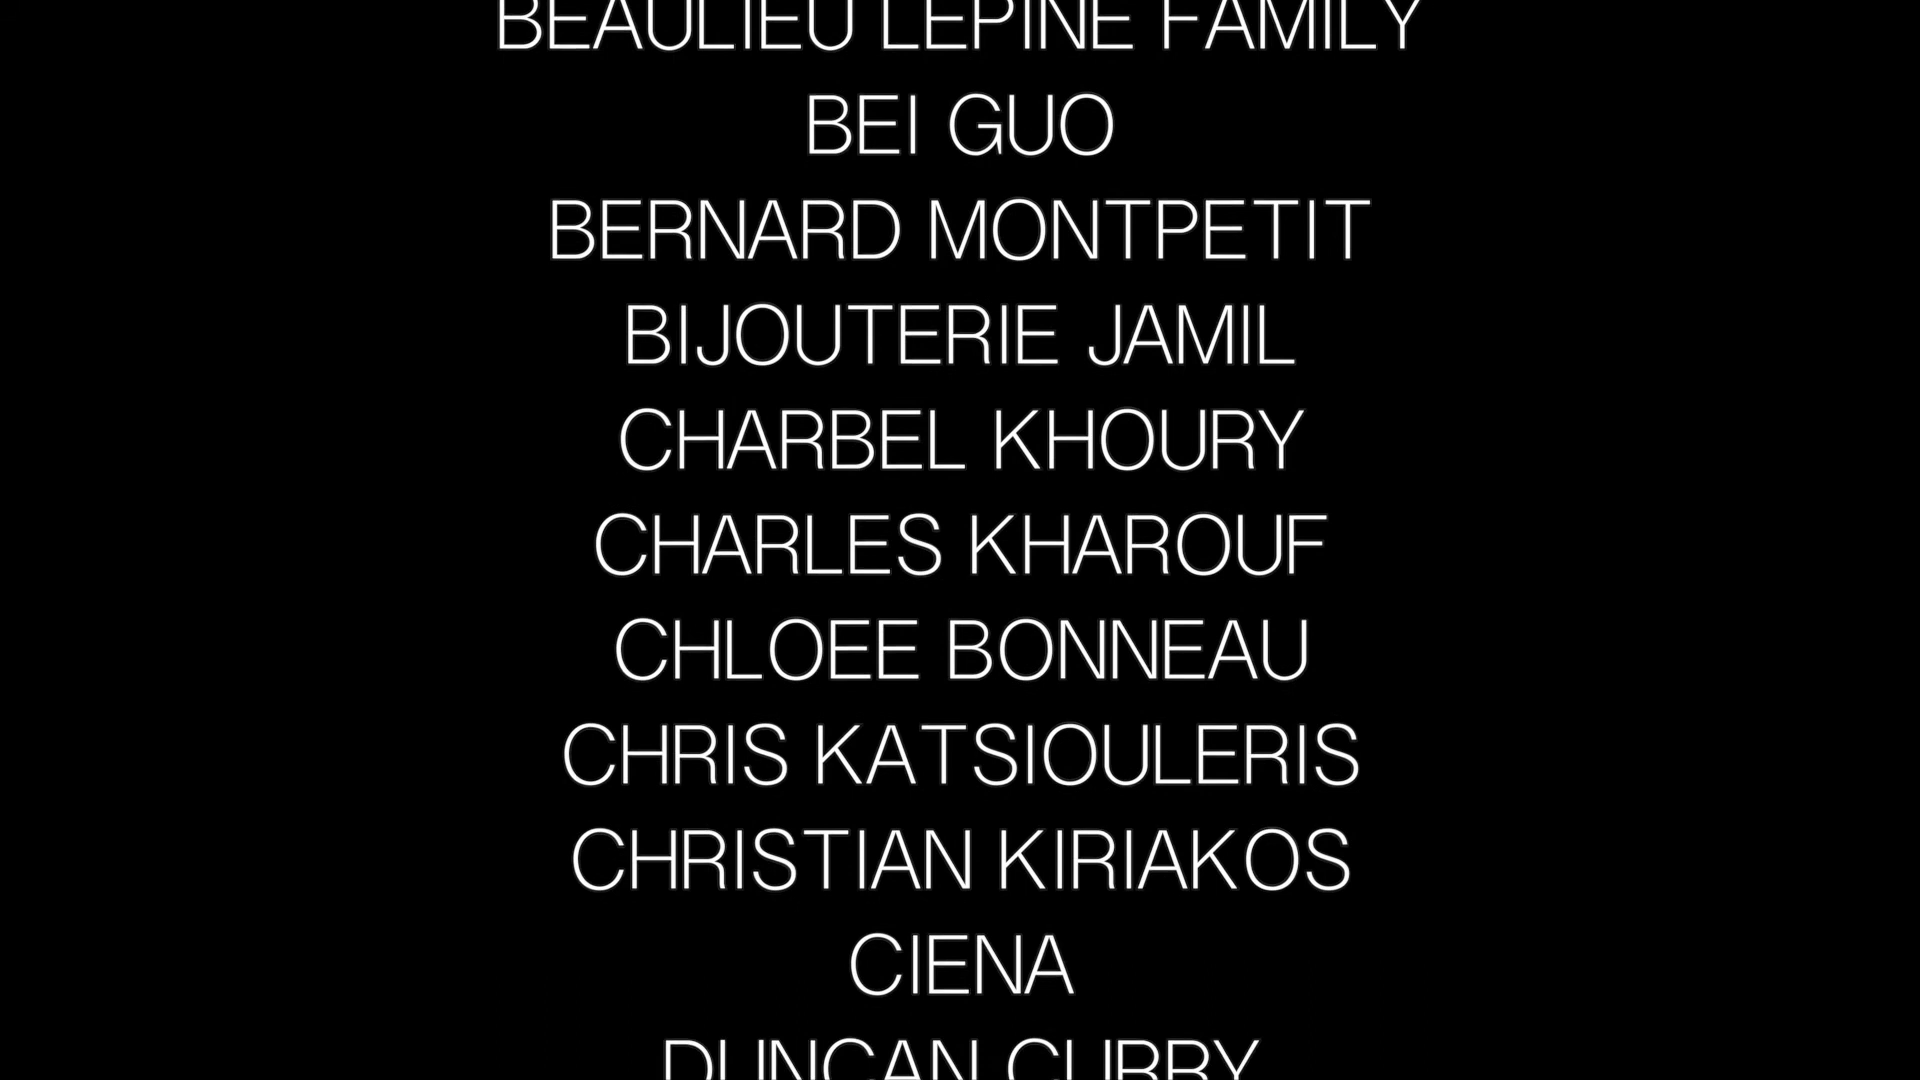 BEAULIEU LEPINE FAMILY
BEI GUO
BERNARD MONTPETIT
BIJOUTERIE JAMIL
CHARBEL KHOURY
CHARLES KHAROUF
CHLOEE BONNEAU
CHRIS KATSIOULERIS
CHRISTIAN KIRIAKOS
CIENA
DUNCAN CURRY